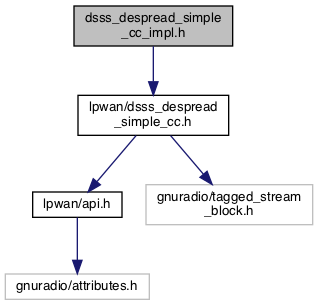 dsss_despread_simple
_cc_impl.h
lpwan/dsss_despread
_simple_cc.h
lpwan/api.h
gnuradio/tagged_stream
_block.h
gnuradio/attributes.h